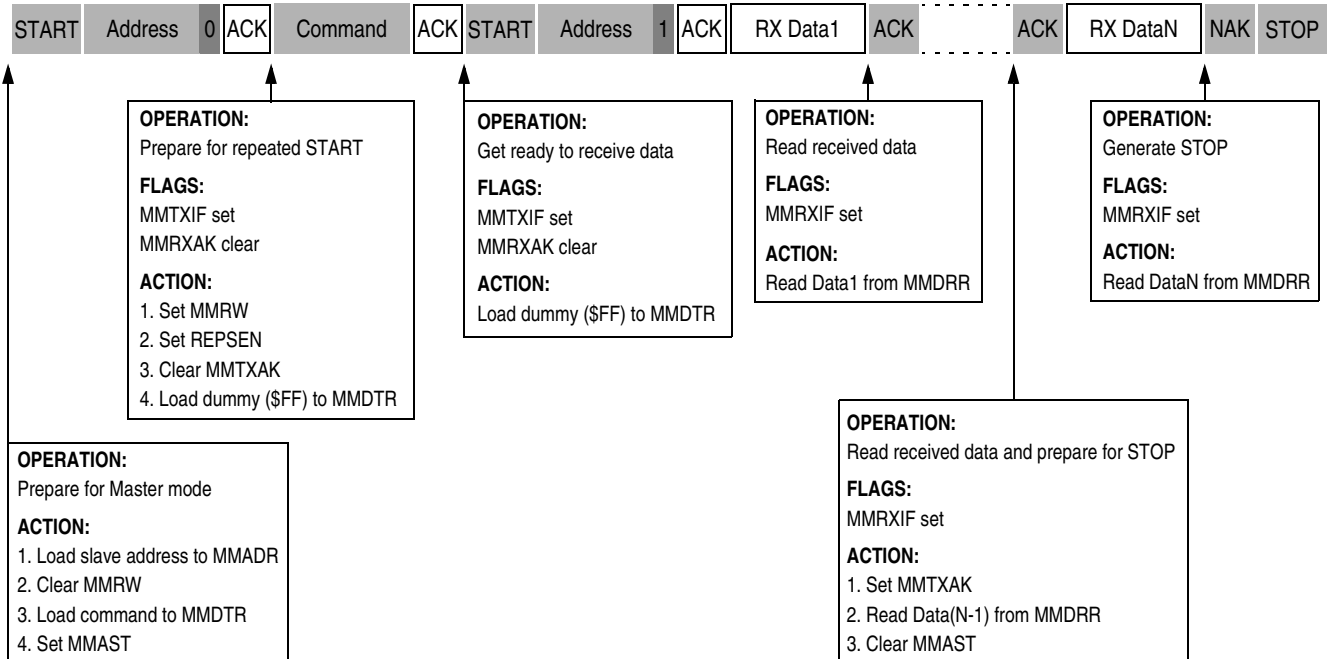 START Address 0 ACK Command ACK START Address 1 ACK RX Data1 ACK ACK RX DataN NAK STOP
OPERATION:
Prepare for repeated START
FLAGS:
MMTXIF set
MMRXAK clear
ACTION:
1. Set MMRW
2. Set REPSEN
3. Clear MMTXAK
4. Load dummy ($FF) to MMDTR
OPERATION:
Get ready to receive data
FLAGS:
MMTXIF set
MMRXAK clear
ACTION:
Load dummy ($FF) to MMDTR
OPERATION:
Read received data
FLAGS:
MMRXIF set
ACTION:
Read Data1 from MMDRR
OPERATION:
Generate STOP
FLAGS:
MMRXIF set
ACTION:
Read DataN from MMDRR
OPERATION:
Prepare for Master mode
ACTION:
1. Load slave address to MMADR
2. Clear MMRW
3. Load command to MMDTR
4. Set MMAST
OPERATION:
Read received data and prepare for STOP
FLAGS:
MMRXIF set
ACTION:
1. Set MMTXAK
2. Read Data(N-1) from MMDRR
3. Clear MMAST